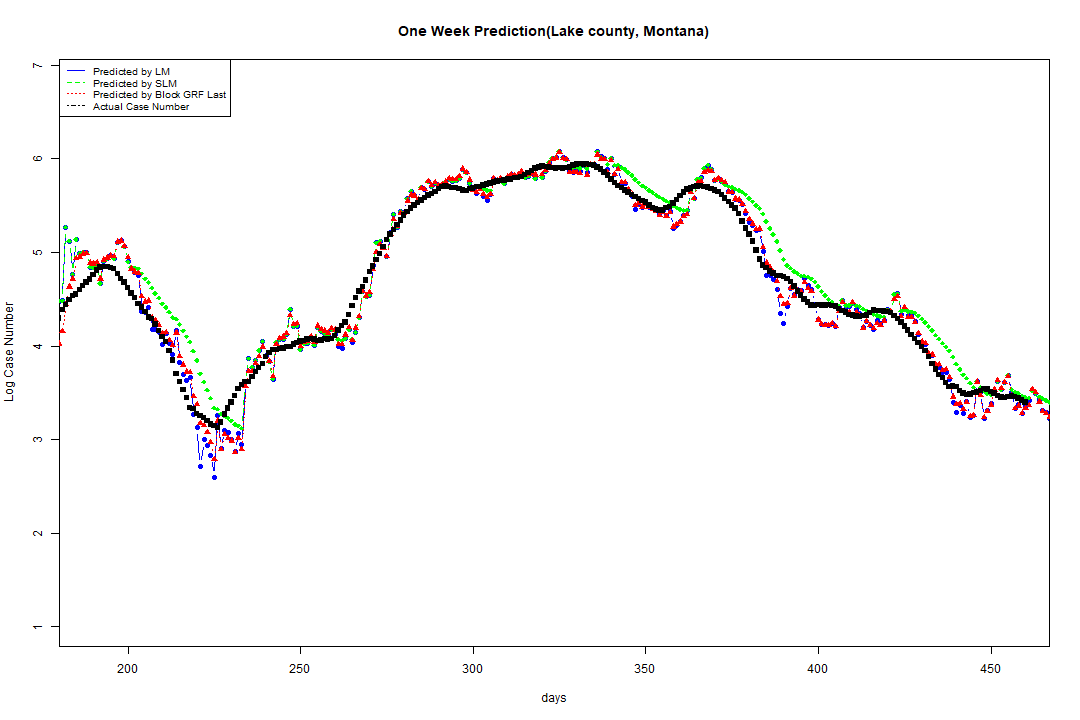 One Week Prediction(Lake county, Montana)
Predicted by LM
Predicted by SLM
Predicted by Block GRF Last
Actual Case Number
7
6
5
4
3
2
1
Log Case Number
200 250 300 350 400 450
days